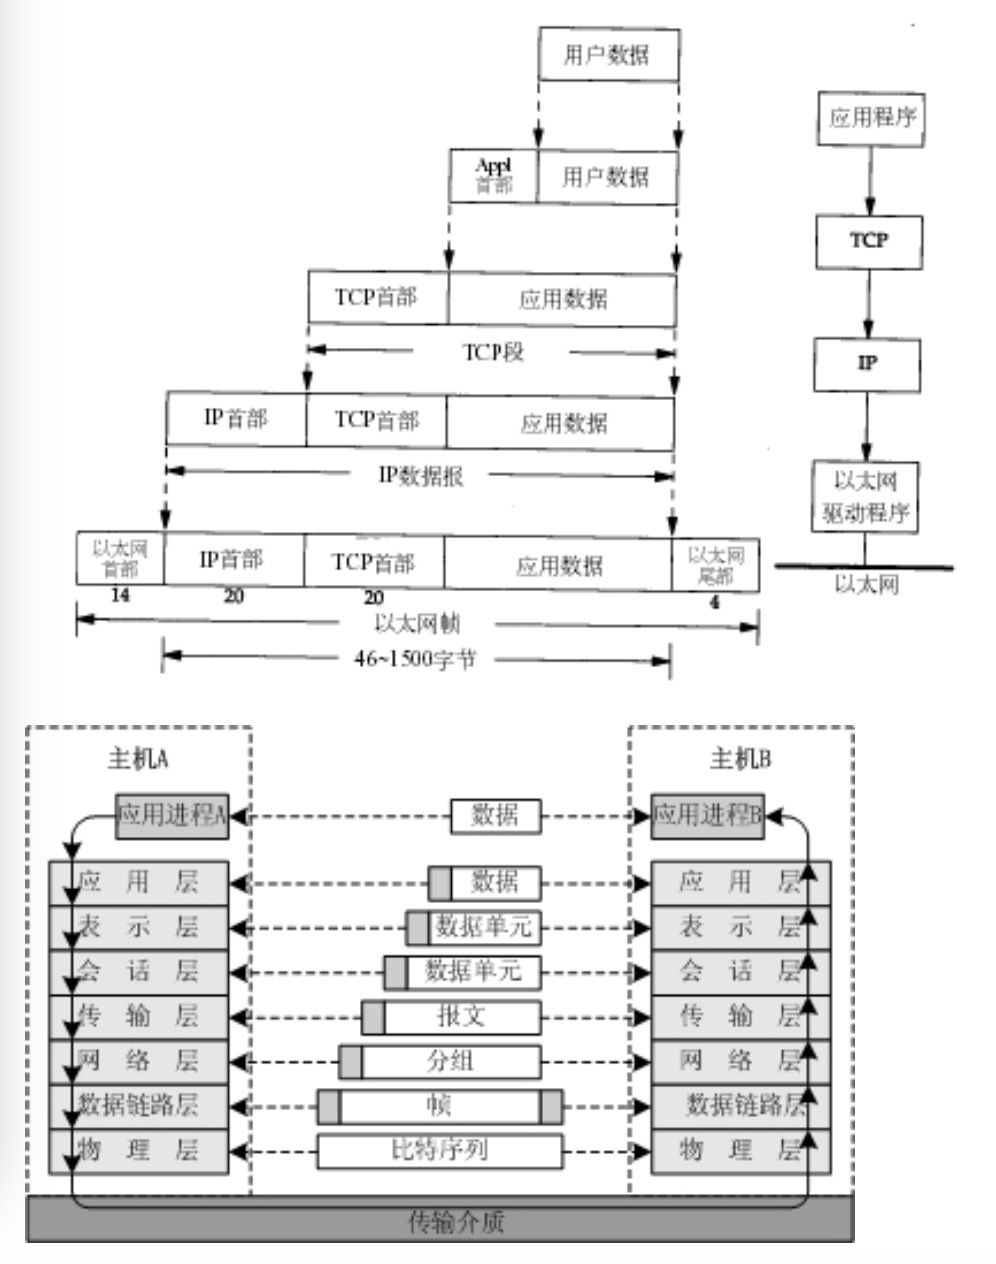 用户数据
应用程序
Appl
首部
用户数据
TCP
TCP首部
应用数据
TCP段
IP
IP首部
TCP首部
应用数据
IP数据报
以太网
驱动程序
以太网
首部
IP首部
TCP首部
应用数据
以太网
尾部
以太网
14
20
20
4
以太网帧
46~1500字节
主机A
主机B
应用进程A
数据
应用进程B
应用层
数据
应用层
表示层
数据单元
表示层
会话层
数据单元
会话层
传输层
报文
传输层
网络层
分组
网络层
数据链路层
帧
数据链路层
物理层
比特序列
物理层
传输介质